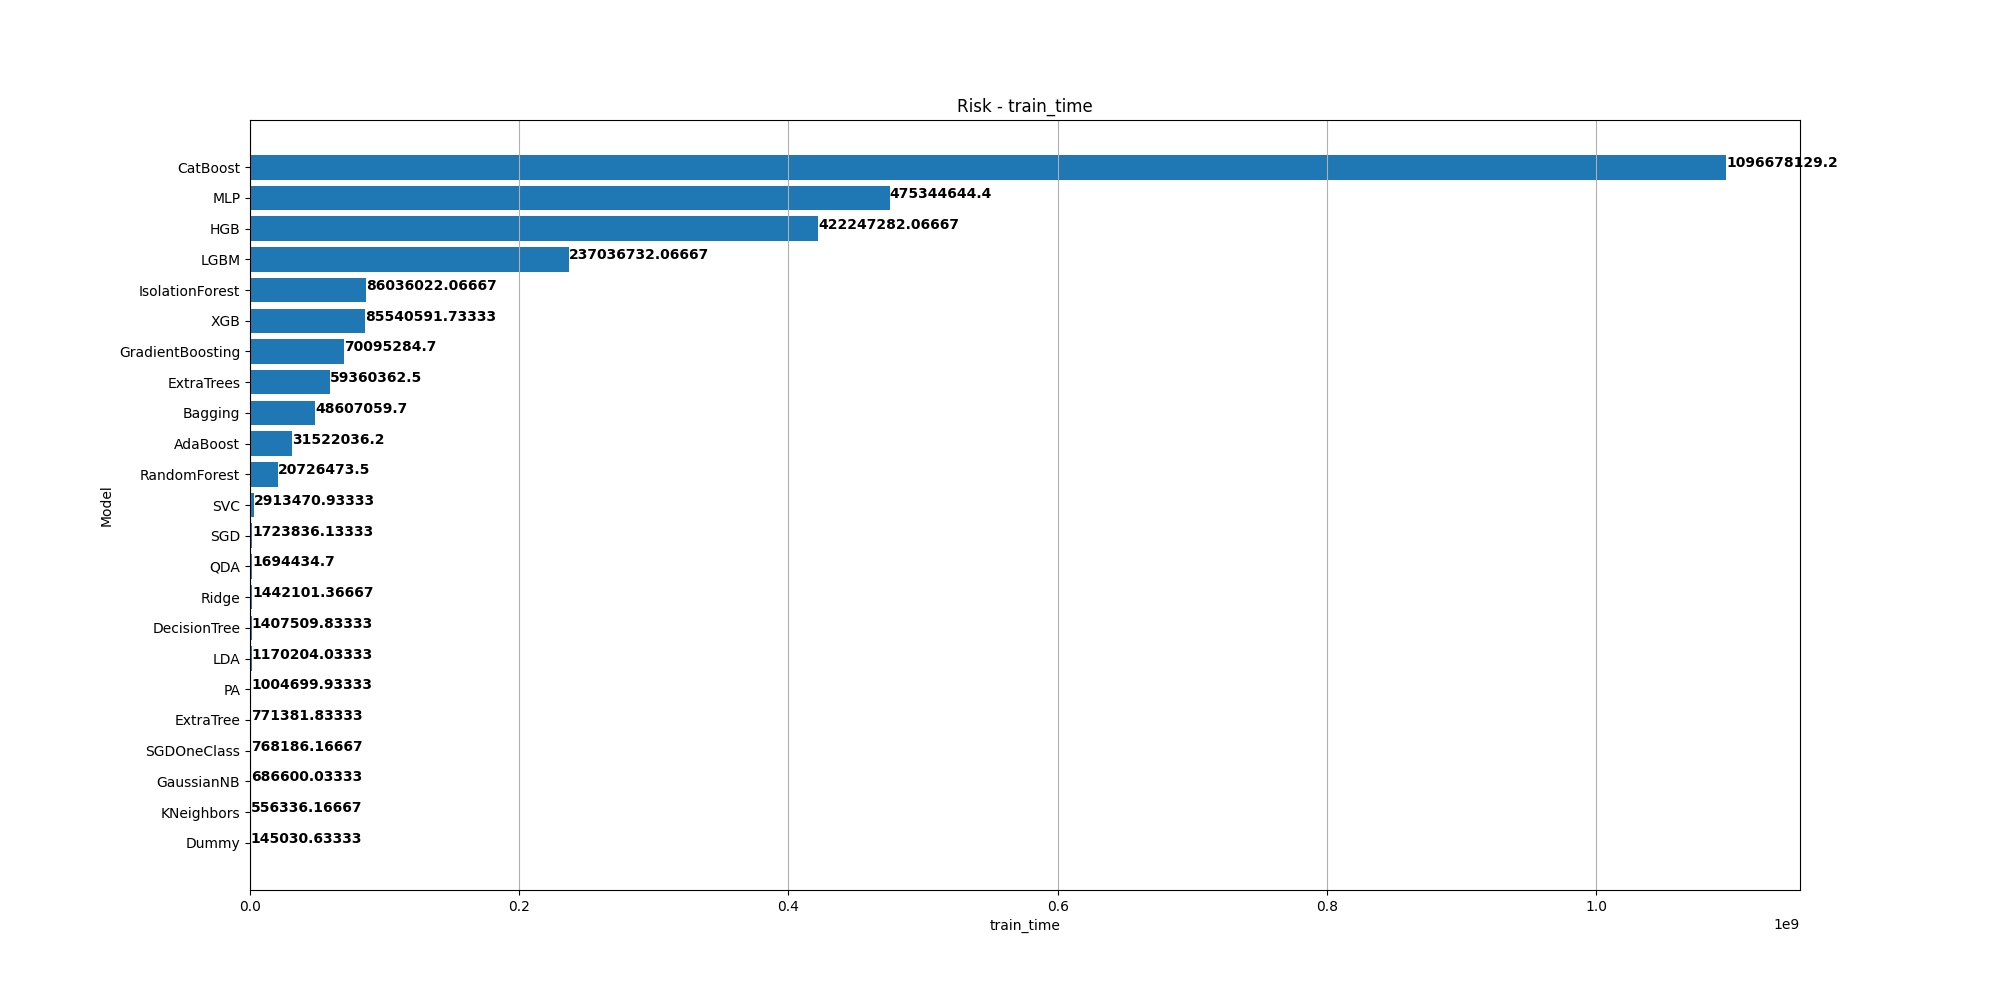 Risk - train_time
CatBoost 1096678129.2
MLP 475344644.4
HGB 422247282.06667
LGBM 237036732.06667
IsolationForest 86036022.06667
XGB 85540591.73333
GradientBoosting 70095284.7
ExtraTrees 59360362.5
Bagging 48607059.7
AdaBoost 31522036.2
RandomForest 20726473.5
SVC 2913470.93333
SGD 1723836.13333
QDA 1694434.7
Ridge 1442101.36667
DecisionTree 1407509.83333
LDA 1170204.03333
PA 1004699.93333
ExtraTree 771381.83333
SGDOneClass 768186.16667
GaussianNB 686600.03333
KNeighbors 556336.16667
Dummy 145030.63333
Model
0.0 0.2 0.4 0.6 0.8 1.0
train_time
1e9